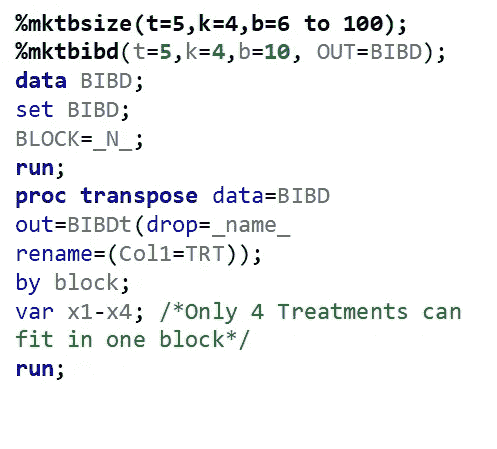 %mktbsize(t=5,k=4,b=6 to 100);
%mktbibd(t=5,k=4,b=10, OUT=BIBD);
data BIBD;
set BIBD;
BLOCK=_N_;
run;
proc transpose data=BIBD
out=BIBDt(drop=_name_
rename=(Col1=TRT));
by block;
var x1-x4; /*Only 4 Treatments can
fit in one block*/
run;